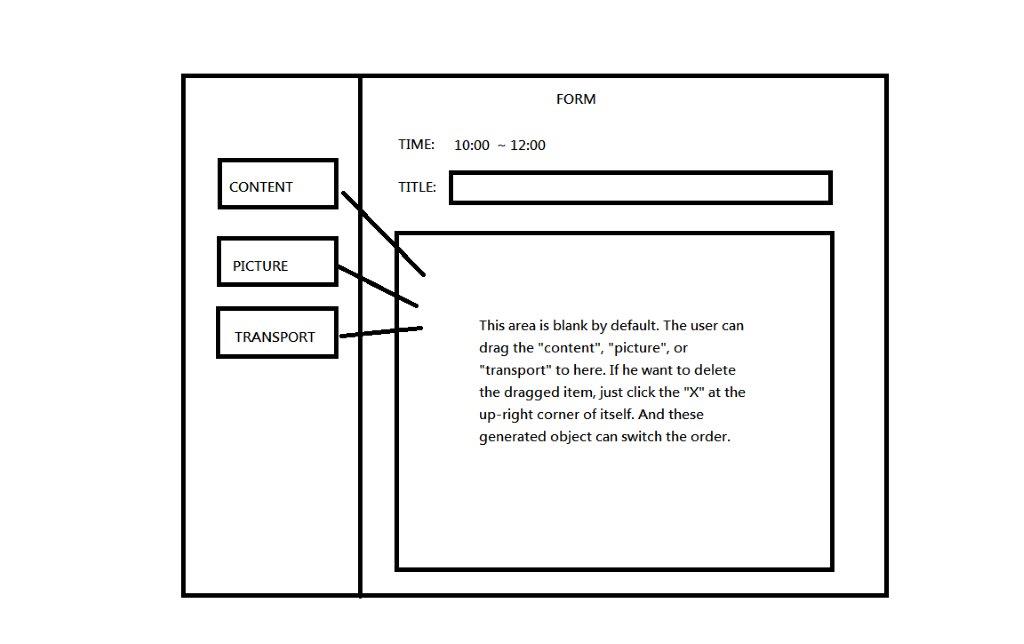 FORM
TIME: 10:00 ~ 12:00
TITLE:
CONTENT
PICTURE
TRANSPORT
This area is blank by default. The user can
drag the "content", "picture", or
"transport" to here. If he want to delete
the dragged item, just click the "X" at the
up-right corner of itself. And these
generated object can switch the order.